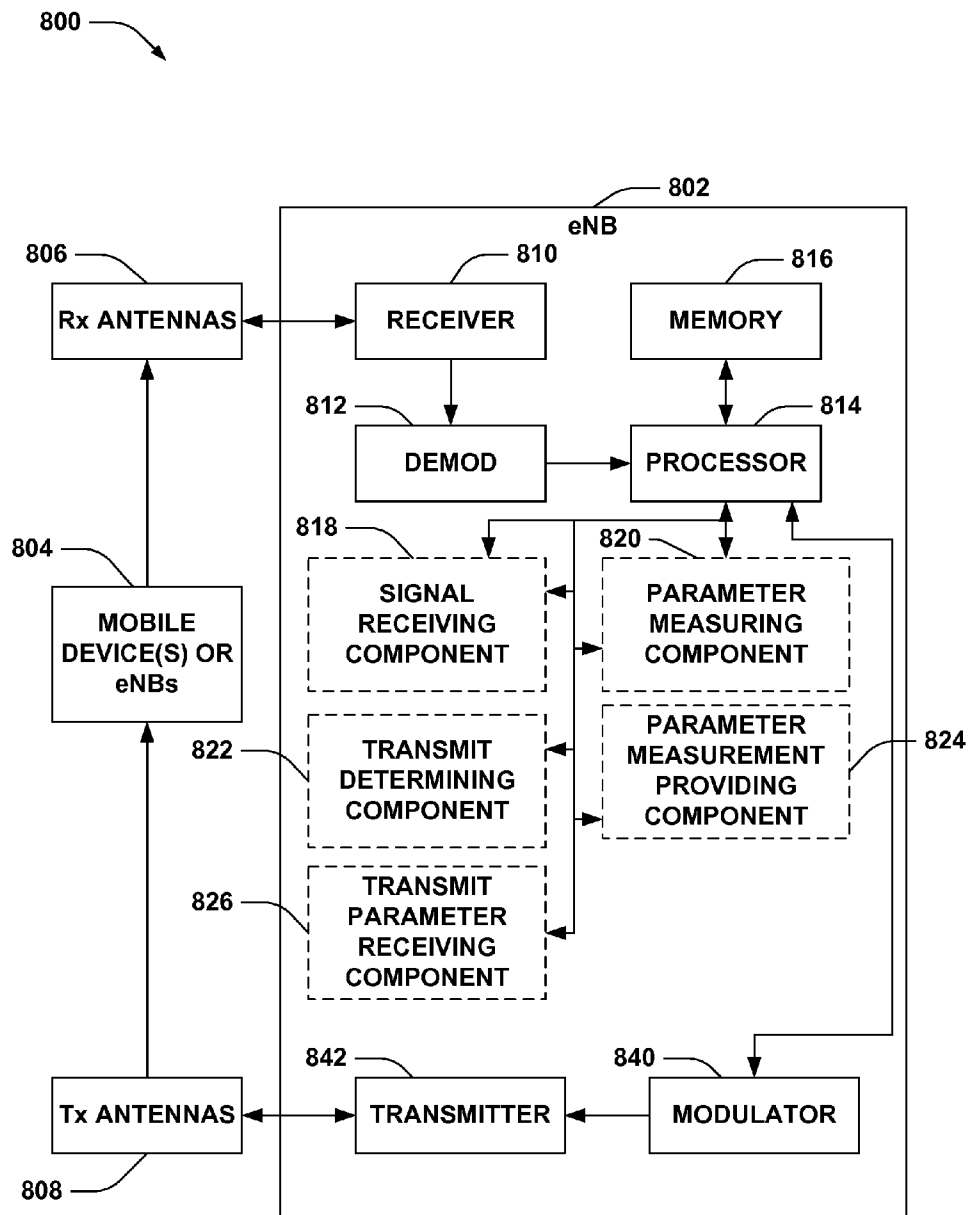 800
802
eNB
806
810
816
Rx ANTENNAS
RECEIVER
MEMORY
812
814
DEMOD
PROCESSOR
818
820
804
SIGNAL
RECEIVING
COMPONENT
PARAMETER
MEASURING
COMPONENT
MOBILE
DEVICE(S) OR
eNBs
822
TRANSMIT
DETERMINING
COMPONENT
PARAMETER
MEASUREMENT
PROVIDING
COMPONENT
824
826
TRANSMIT
PARAMETER
RECEIVING
COMPONENT
842
840
Tx ANTENNAS
TRANSMITTER
MODULATOR
808